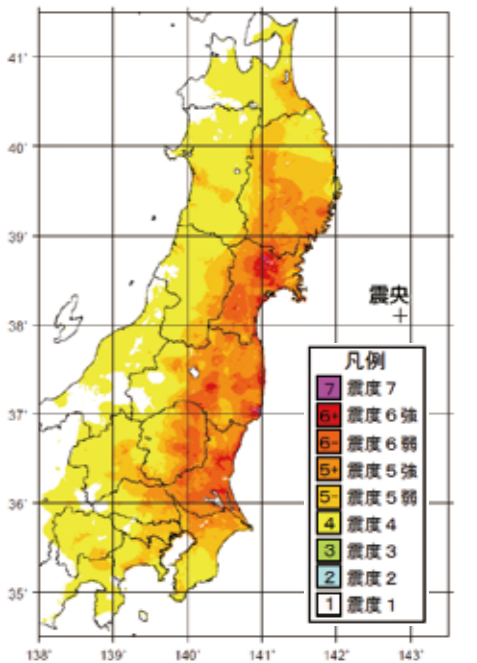 41°
40°
39°
震央
38°
凡例
7 震度 7
6+ 震度 6 強
37°
6- 震度 6 弱
5+ 震度 5 強
36°
5- 震度 5 弱
4 震度 4
3 震度 3
2 震度 2
35°
1 震度 1
138° 139° 140° 141° 142° 143°